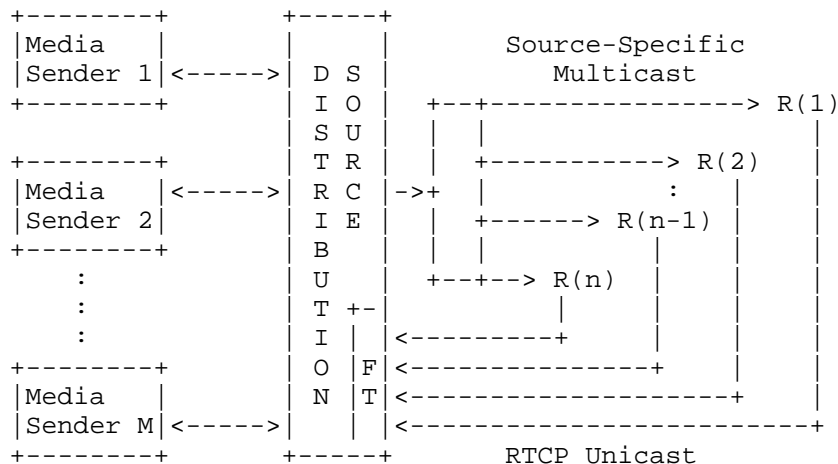 +--------+       +-----+
|Media   |       |     |       Source-Specific
|Sender 1|<----->| D S |          Multicast
+--------+       | I O |  +--+----------------> R(1)
                 | S U |  |  |                    |
+--------+       | T R |  |  +-----------> R(2)   |
|Media   |<----->| R C |->+  |           :   |    |
|Sender 2|       | I E |  |  +------> R(n-1) |    |
+--------+       | B   |  |  |          |    |    |
    :            | U   |  +--+--> R(n)  |    |    |
    :            | T +-|          |     |    |    |
    :            | I | |<---------+     |    |    |
+--------+       | O |F|<---------------+    |    |
|Media   |       | N |T|<--------------------+    |
|Sender M|<----->|   | |<-------------------------+
+--------+       +-----+       RTCP Unicast